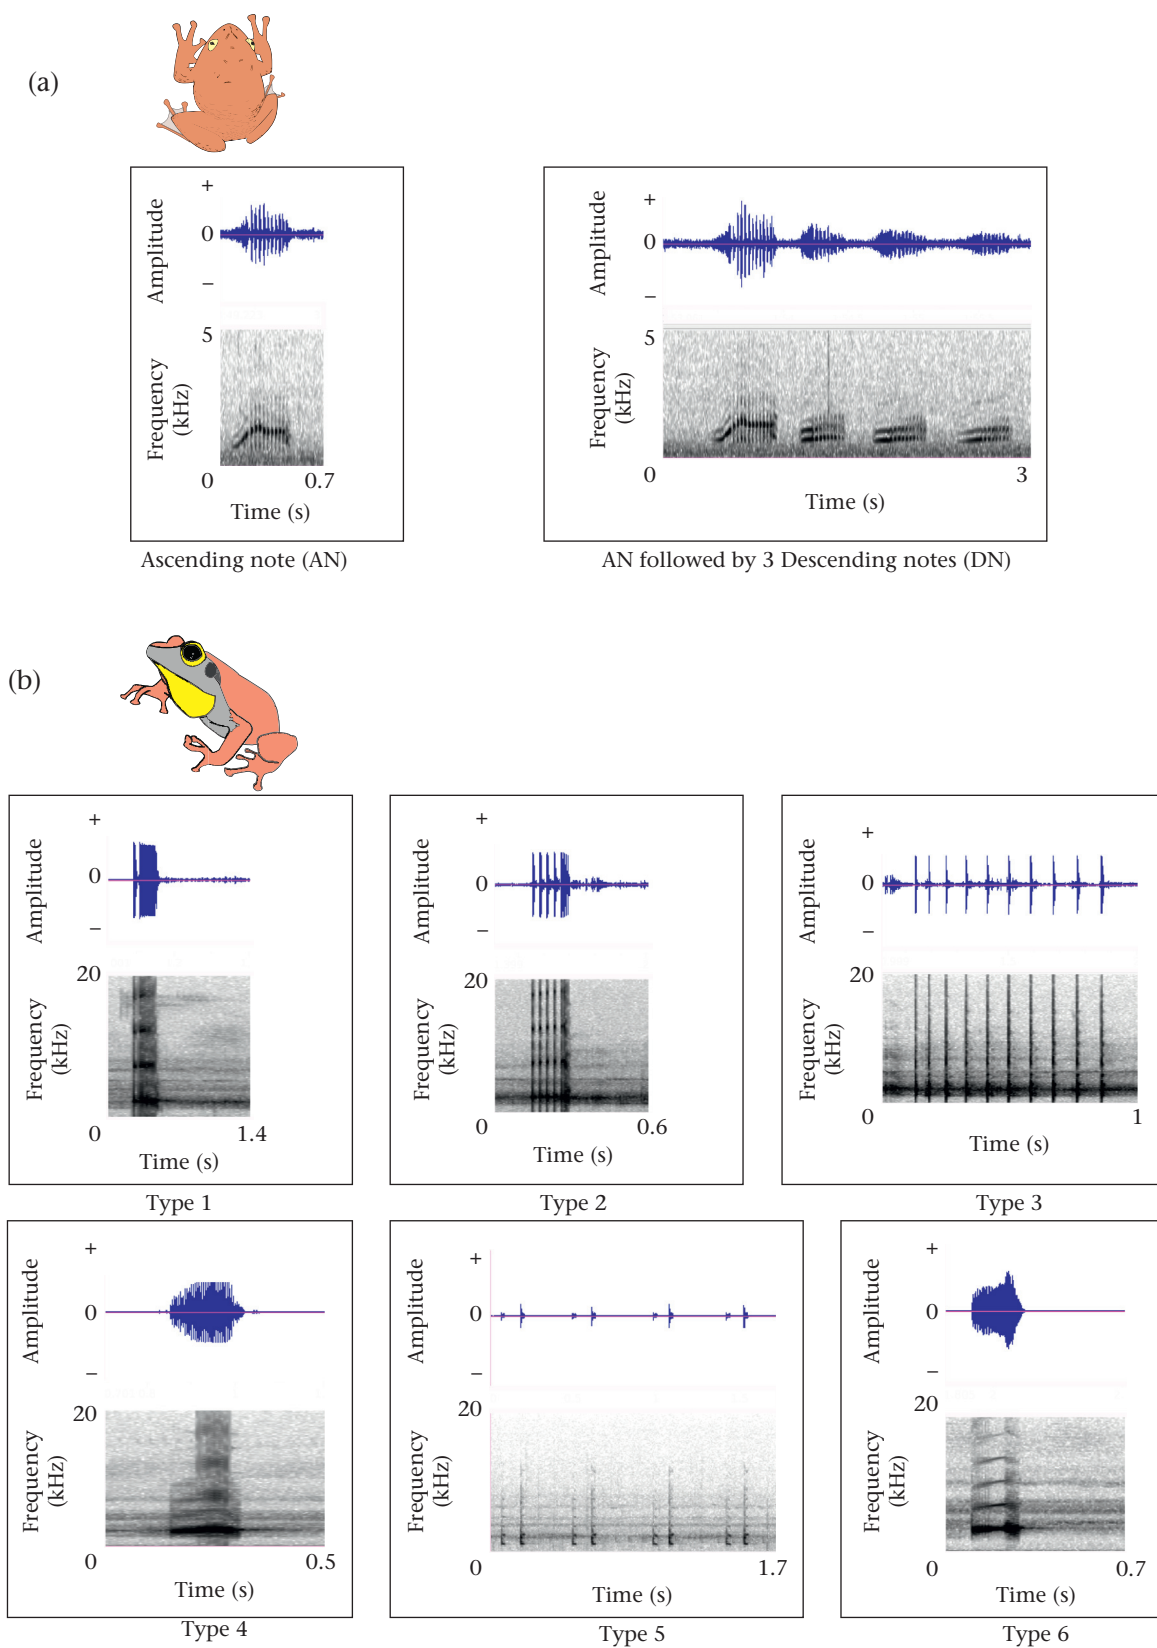 (a)
+
Amplitude
0
−
5
Frequency
(kHz)
0
0.7
Time (s)
Ascending note (AN)
+
Amplitude
0
−
5
Frequency
(kHz)
0
3
Time (s)
AN followed by 3 Descending notes (DN)
(b)
+
Amplitude
0
−
20
Frequency
(kHz)
0
1.4
Time (s)
Type 1
+
Amplitude
0
−
20
Frequency
(kHz)
0
0.6
Time (s)
Type 2
+
Amplitude
0
−
20
Frequency
(kHz)
0
1
Time (s)
Type 3
+
Amplitude
0
−
20
Frequency
(kHz)
0
0.5
Time (s)
Type 4
+
Amplitude
0
−
20
Frequency
(kHz)
0
1.7
Time (s)
Type 5
+
Amplitude
0
−
20
Frequency
(kHz)
0
0.7
Time (s)
Type 6